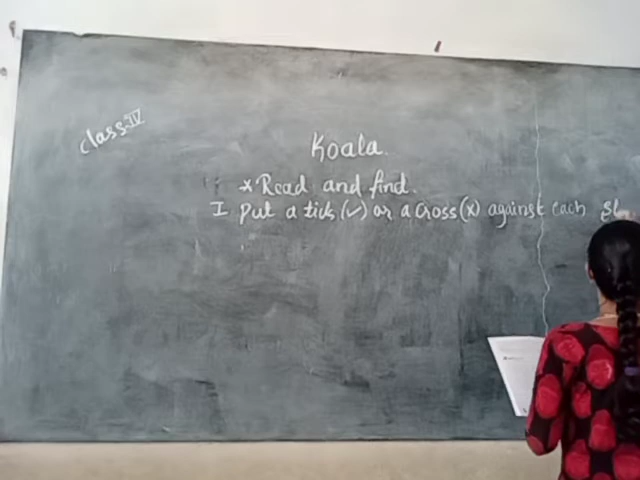 Class IV
Koala.
* Read and find.
I Put a tick (✓) or a cross (x) against each